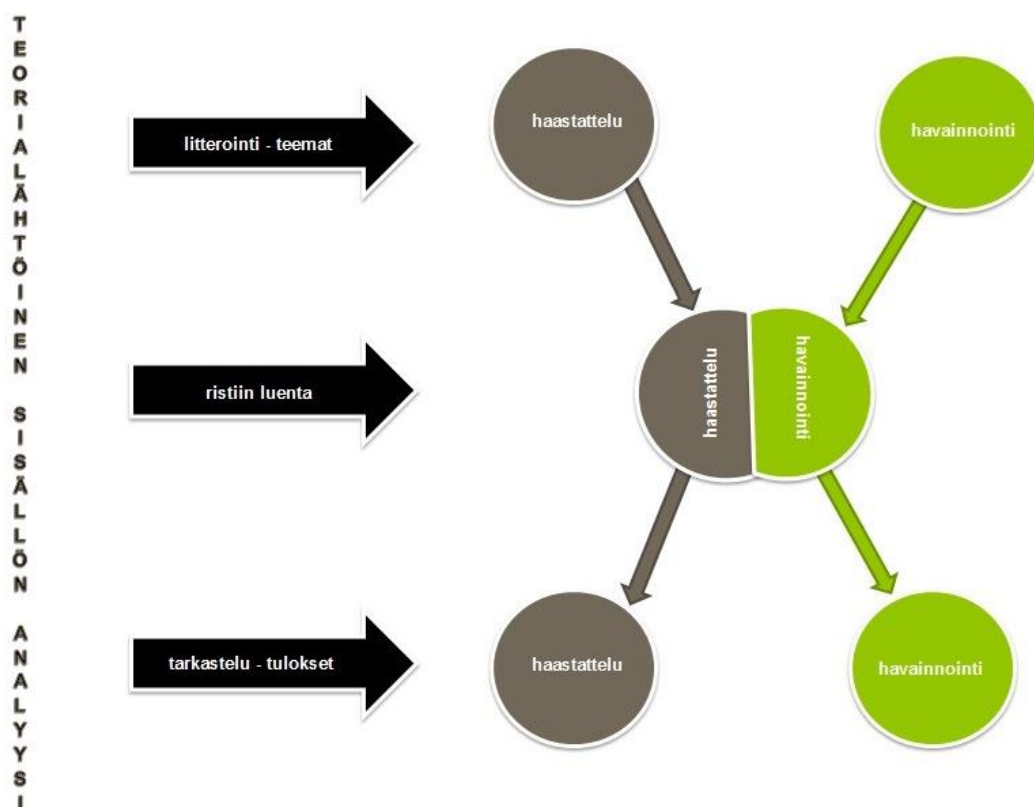 TEORIALÄHTÖINEN SISÄLLÖN ANALYYSI
litterointi - teemat
haastattelu
havainnointi
ristiin luenta
haastattelu
havainnointi
tarkastelu - tulokset
haastattelu
havainnointi